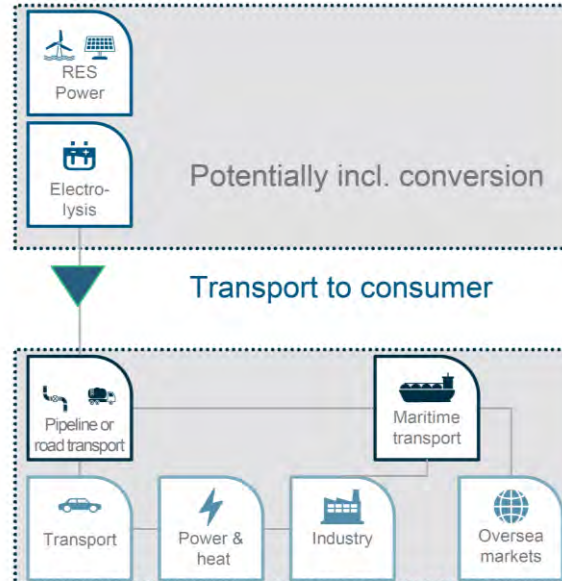 RES
Power
Electro-
lysis
Potentially incl. conversion
Transport to consumer
Pipeline or
road transport
Maritime
transport
Transport
Power &
heat
Industry
Oversea
markets